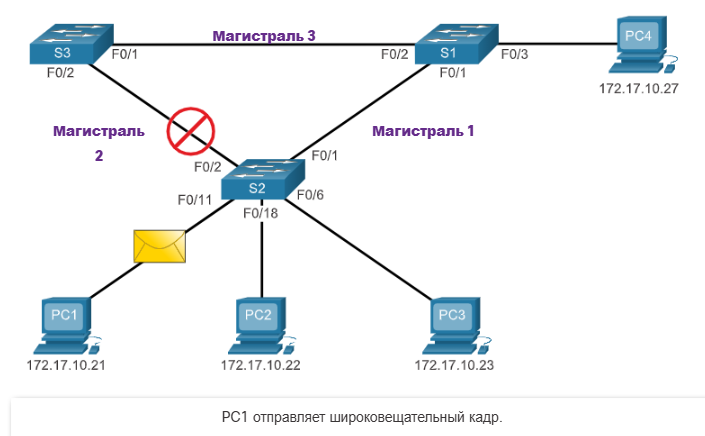 Магистраль 3
S3
F0/1
F0/2
F0/2
S1
F0/3
F0/1
PC4
172.17.10.27
Магистраль
2
Магистраль 1
F0/2
F0/1
S2
F0/11
F0/18
F0/6
PC1
PC2
PC3
172.17.10.21
172.17.10.22
172.17.10.23
PC1 отправляет широковещательный кадр.